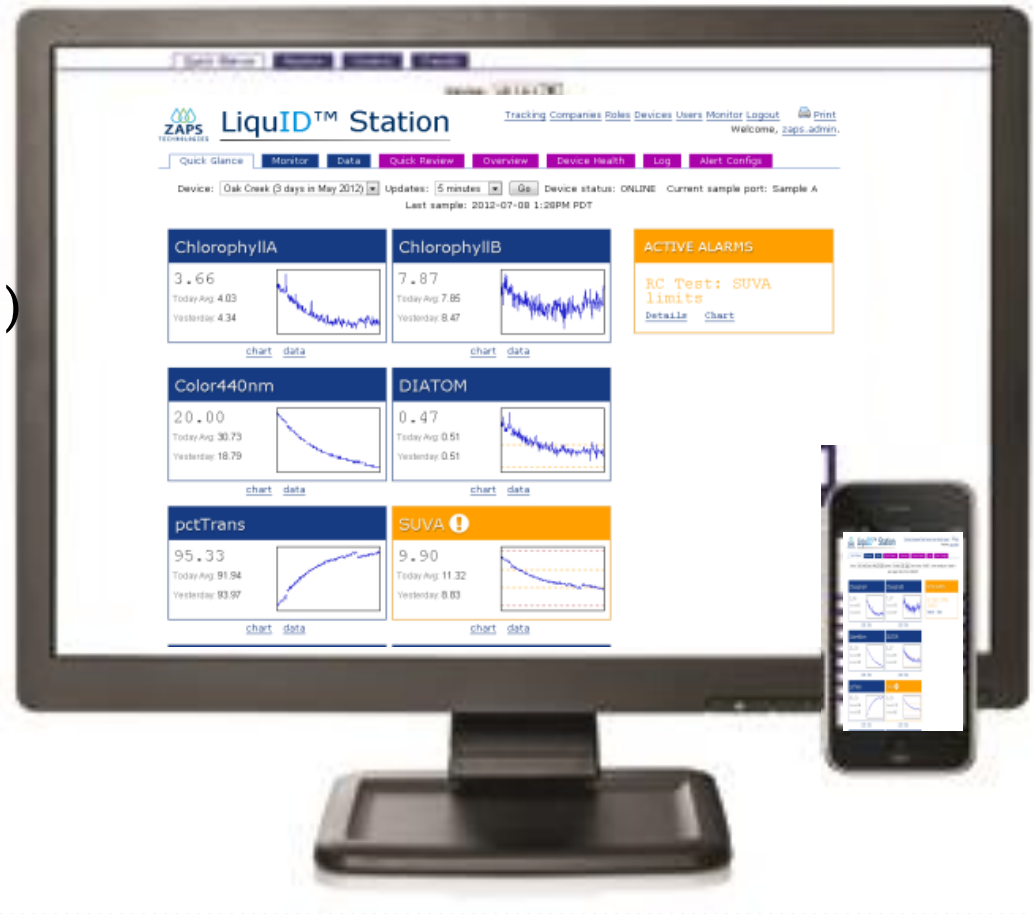 )
ZAPS
TECHNOLOGIES
LiquID™ Station
Tracking Companies Roles Devices Users Monitor Logout Print
Welcome, zaps.admin.
Quick Glance Monitor Data Quick Review Overview Device Health Log Alert Configs
Device: Oak Creek (3 days in May 2012) Updates: 5 minutes Go Device status: ONLINE Current sample port: Sample A
Last sample: 2012-07-08 1:28PM PDT
ChlorophyllA
3.66
Today Avg: 4.03
Yesterday: 4.34
chart data
ChlorophyllB
7.87
Today Avg: 7.85
Yesterday: 8.47
chart data
ACTIVE ALARMS
RC Test: SUVA
limits
Details Chart
Color440nm
20.00
Today Avg: 30.73
Yesterday: 18.79
chart data
DIATOM
0.47
Today Avg: 0.51
Yesterday: 0.51
chart data
pctTrans
95.33
Today Avg: 91.94
Yesterday: 93.97
chart data
SUVA !
9.90
Today Avg: 11.32
Yesterday: 8.83
chart data
LiquID™ Station